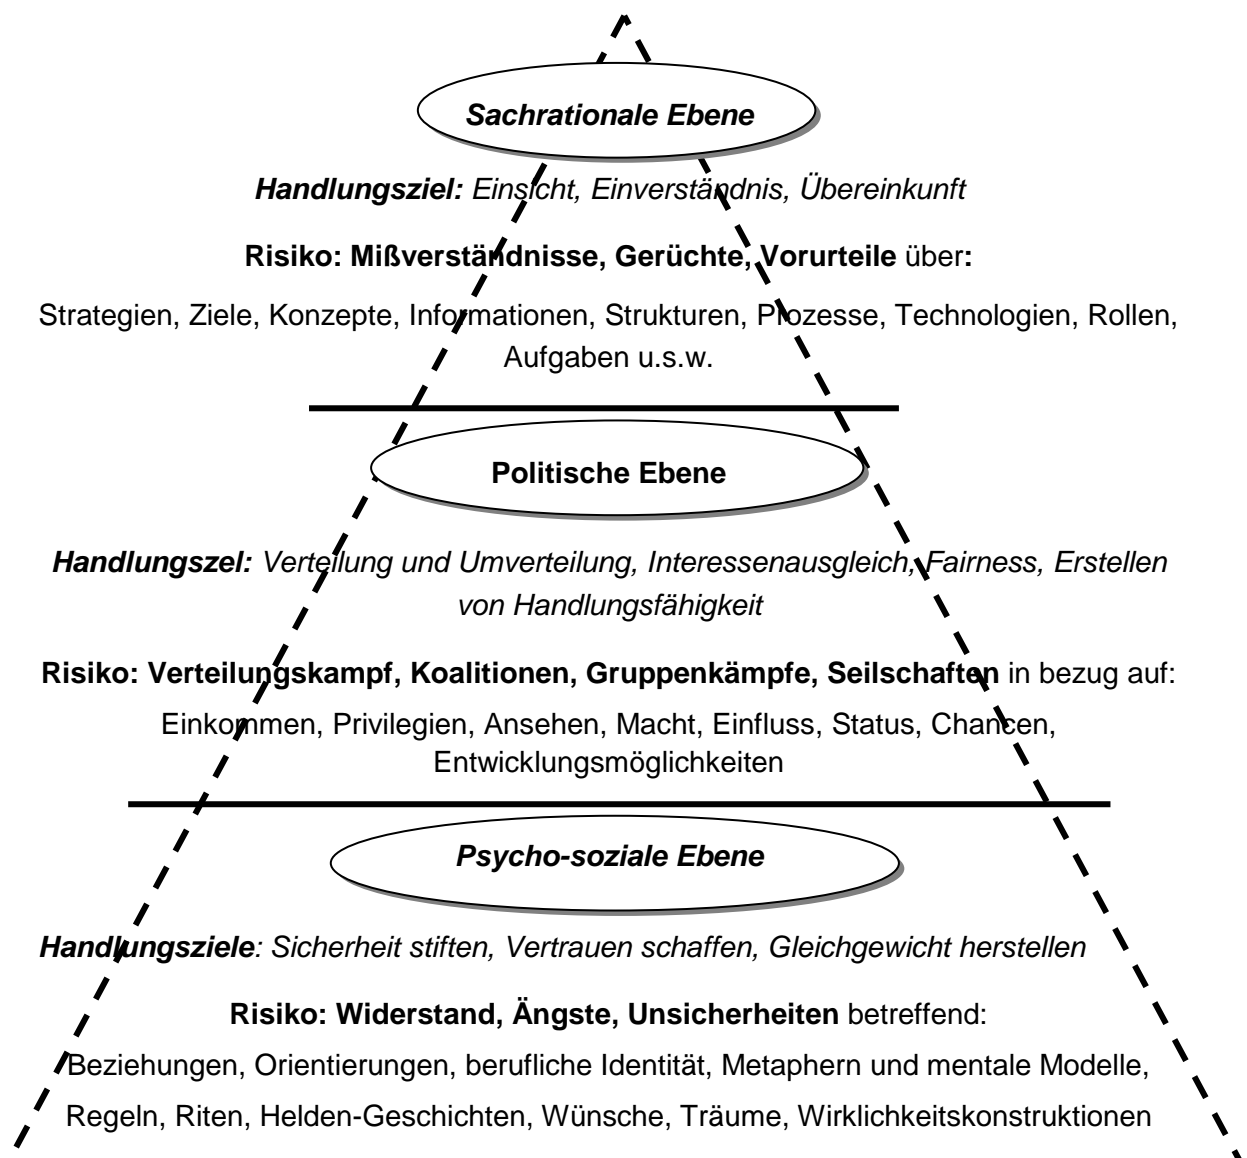 Sachrationale Ebene
Handlungsziel: Einsicht, Einverständnis, Übereinkunft
Risiko: Mißverständnisse, Gerüchte, Vorurteile über:
Strategien, Ziele, Konzepte, Informationen, Strukturen, Prozesse, Technologien, Rollen,
Aufgaben u.s.w.
Politische Ebene
Handlungszel: Verteilung und Umverteilung, Interessenausgleich, Fairness, Erstellen
von Handlungsfähigkeit
Risiko: Verteilungskampf, Koalitionen, Gruppenkämpfe, Seilschaften in bezug auf:
Einkommen, Privilegien, Ansehen, Macht, Einfluss, Status, Chancen,
Entwicklungsmöglichkeiten
Psycho-soziale Ebene
Handlungsziele: Sicherheit stiften, Vertrauen schaffen, Gleichgewicht herstellen
Risiko: Widerstand, Ängste, Unsicherheiten betreffend:
Beziehungen, Orientierungen, berufliche Identität, Metaphern und mentale Modelle,
Regeln, Riten, Helden-Geschichten, Wünsche, Träume, Wirklichkeitskonstruktionen